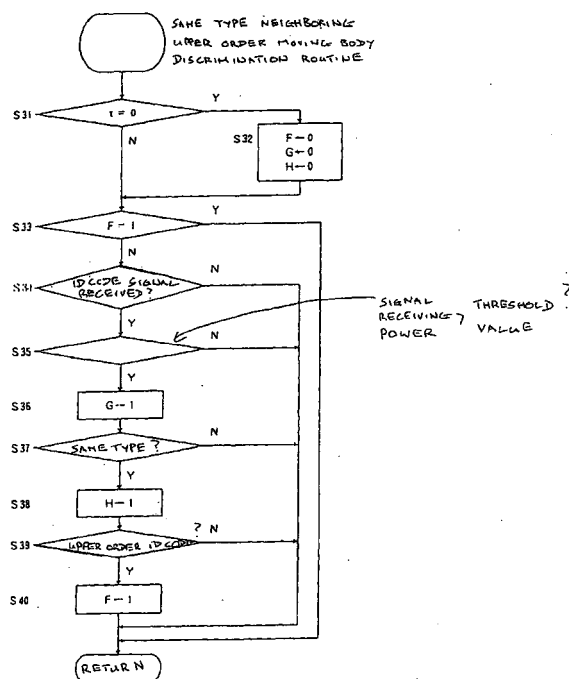 SAME TYPE NEIGHBORING
UPPER ORDER MOVING BODY
DISCRIMINATION ROUTINE
S31
t = 0
Y
N
S32
F←0
G←0
H←0
S33
F=1
Y
N
S34
ID CODE SIGNAL
RECEIVED?
N
Y
SIGNAL
RECEIVING > THRESHOLD ?
POWER VALUE
S35
N
Y
S36
G←1
S37
SAME TYPE?
N
Y
S38
H←1
S39
UPPER ORDER ID CODE?
N
Y
S40
F←1
RETURN